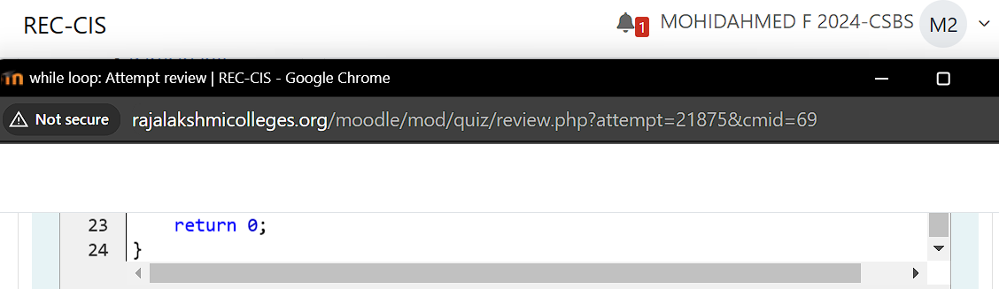 REC-CIS
1
MOHIDAHMED F 2024-CSBS
M2
while loop: Attempt review | REC-CIS - Google Chrome
Not secure
rajalakshmicolleges.org/moodle/mod/quiz/review.php?attempt=21875&cmid=69
23 return 0;
24 }